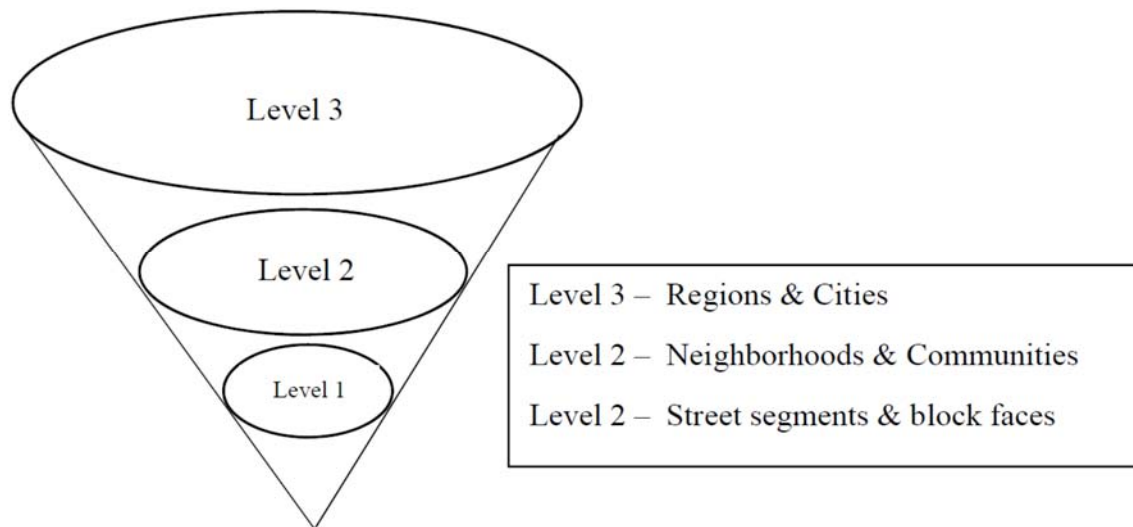 Level 3
Level 2
Level 1
Level 3 – Regions & Cities
Level 2 – Neighborhoods & Communities
Level 2 – Street segments & block faces